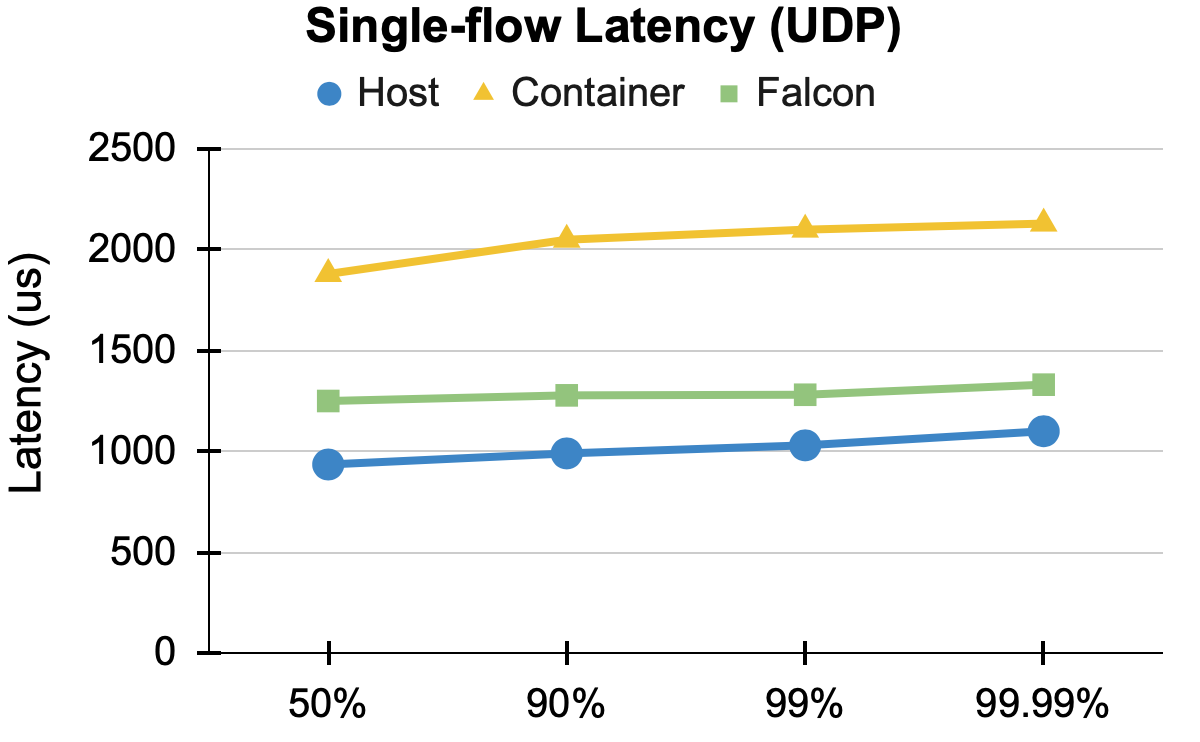 Single-flow Latency (UDP)
Host Container Falcon
Latency (us)
2500
2000
1500
1000
500
0
50% 90% 99% 99.99%